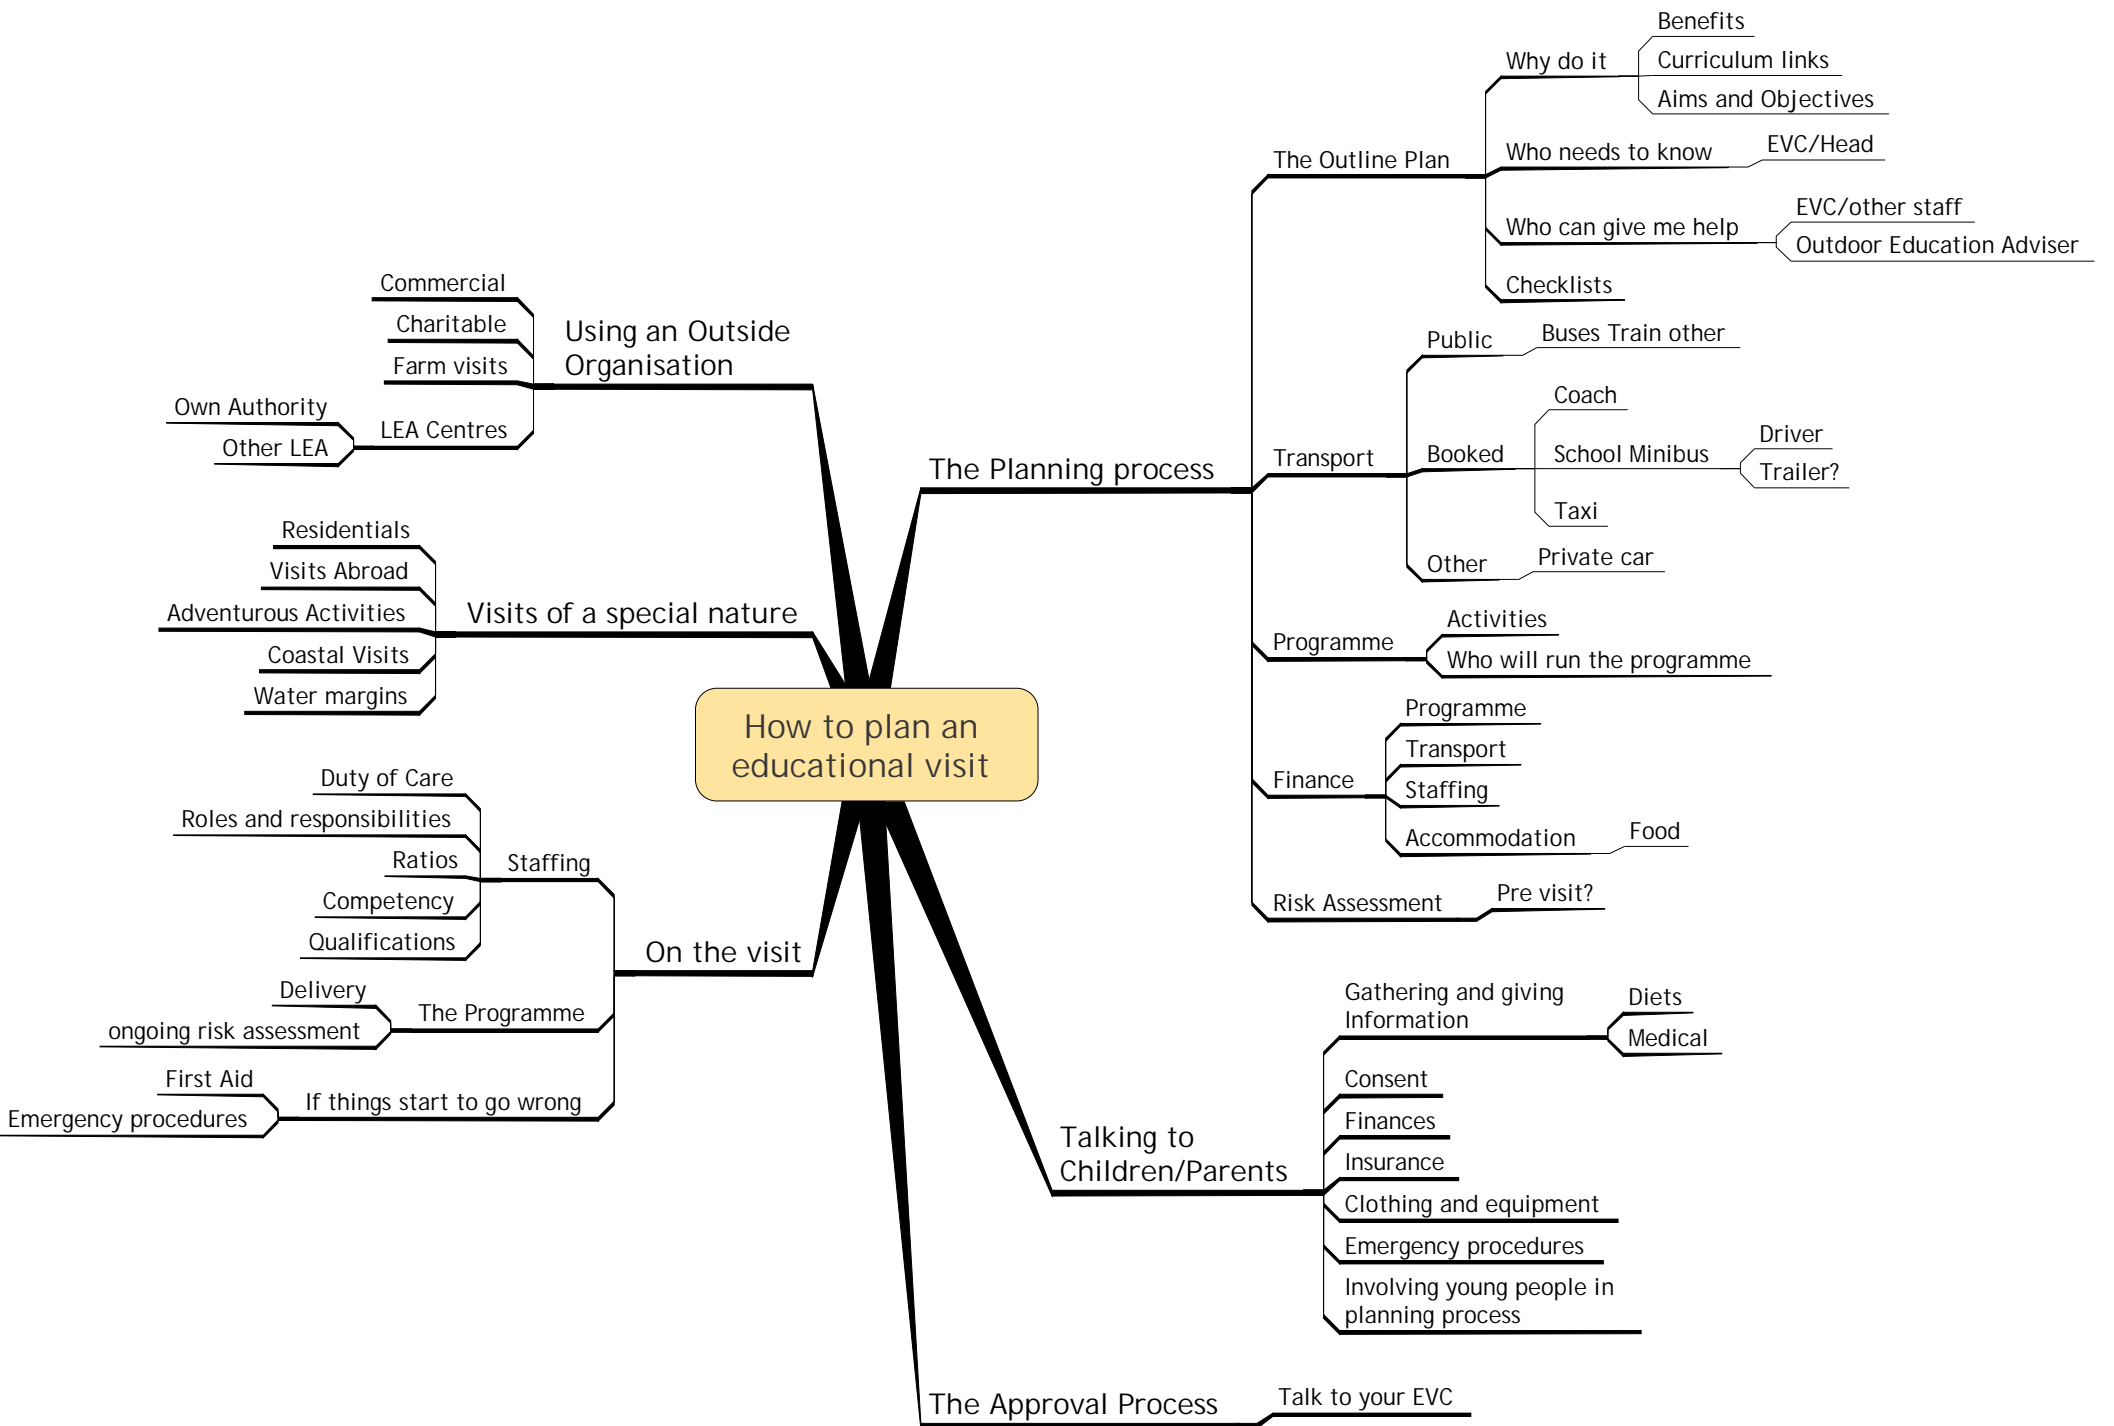 How to plan an
educational visit
The Planning process
The Outline Plan
Why do it
Benefits
Curriculum links
Aims and Objectives
Who needs to know
EVC/Head
Who can give me help
EVC/other staff
Outdoor Education Adviser
Checklists
Transport
Public
Buses Train other
Booked
Coach
School Minibus
Driver
Trailer?
Taxi
Other
Private car
Programme
Activities
Who will run the programme
Finance
Programme
Transport
Staffing
Accommodation
Food
Risk Assessment
Pre visit?
Talking to
Children/Parents
Gathering and giving
Information
Diets
Medical
Consent
Finances
Insurance
Clothing and equipment
Emergency procedures
Involving young people in
planning process
The Approval Process
Talk to your EVC
On the visit
Staffing
Duty of Care
Roles and responsibilities
Ratios
Competency
Qualifications
The Programme
Delivery
ongoing risk assessment
If things start to go wrong
First Aid
Emergency procedures
Visits of a special nature
Residentials
Visits Abroad
Adventurous Activities
Coastal Visits
Water margins
Using an Outside
Organisation
Commercial
Charitable
Farm visits
LEA Centres
Own Authority
Other LEA